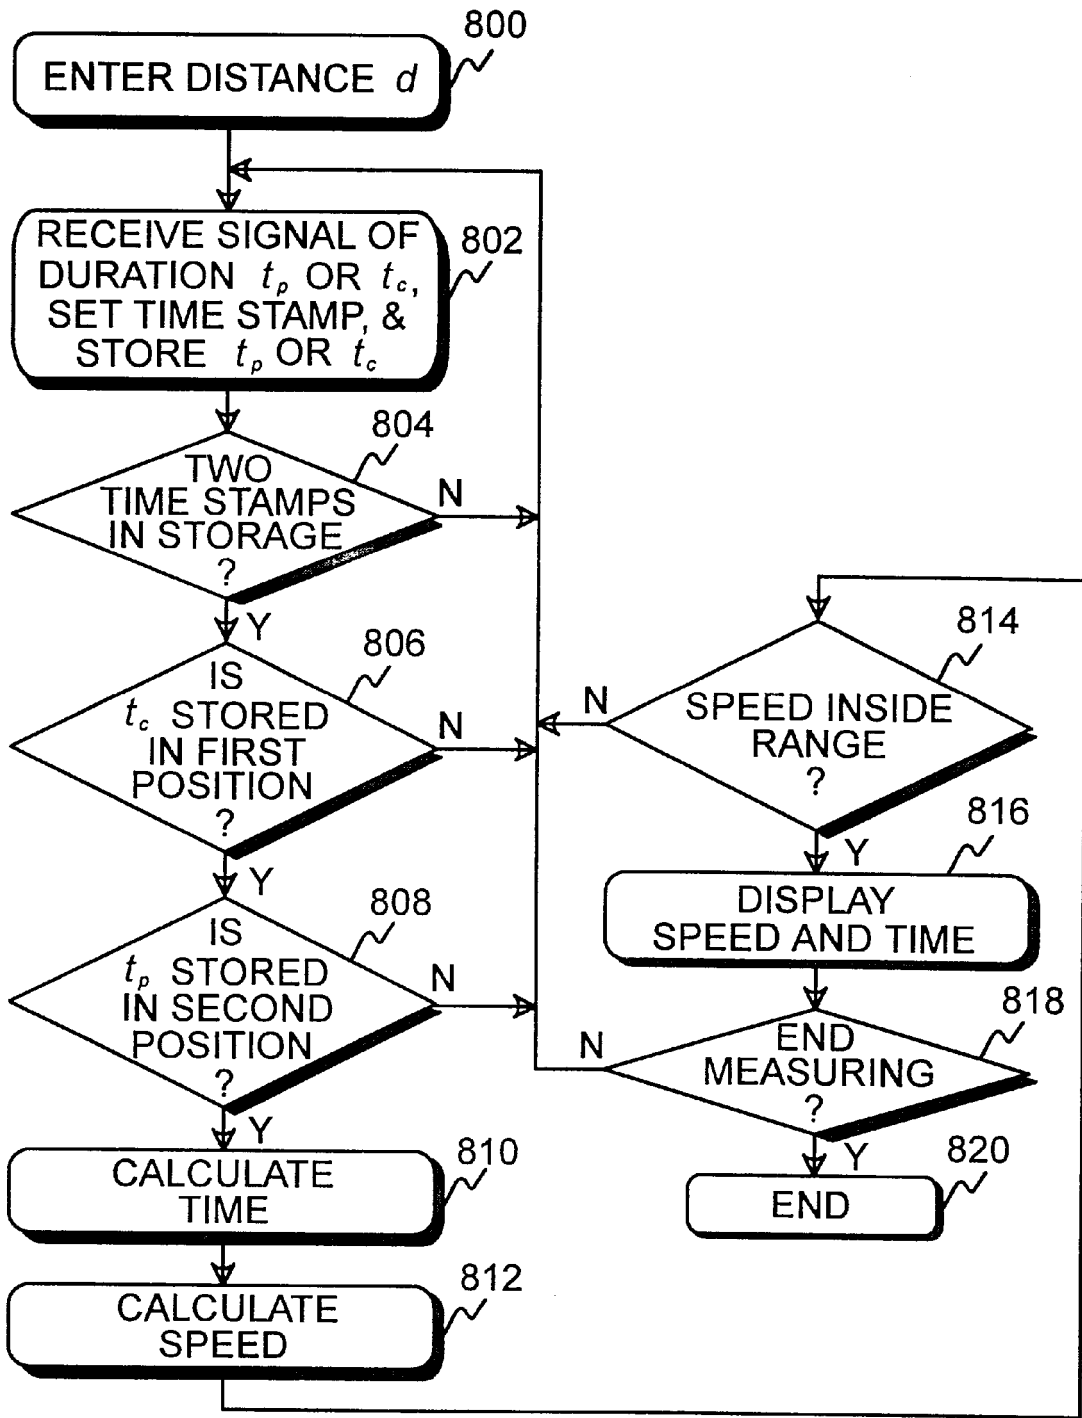 800
ENTER DISTANCE d
802
RECEIVE SIGNAL OF
DURATION tp OR tc,
SET TIME STAMP, &
STORE tp OR tc
804
TWO
TIME STAMPS
IN STORAGE
?
N
Y
806
IS
tc STORED
IN FIRST
POSITION
?
N
Y
808
IS
tp STORED
IN SECOND
POSITION
?
N
Y
810
CALCULATE
TIME
812
CALCULATE
SPEED
814
SPEED INSIDE
RANGE
?
N
Y
816
DISPLAY
SPEED AND TIME
818
END
MEASURING
?
N
Y
820
END